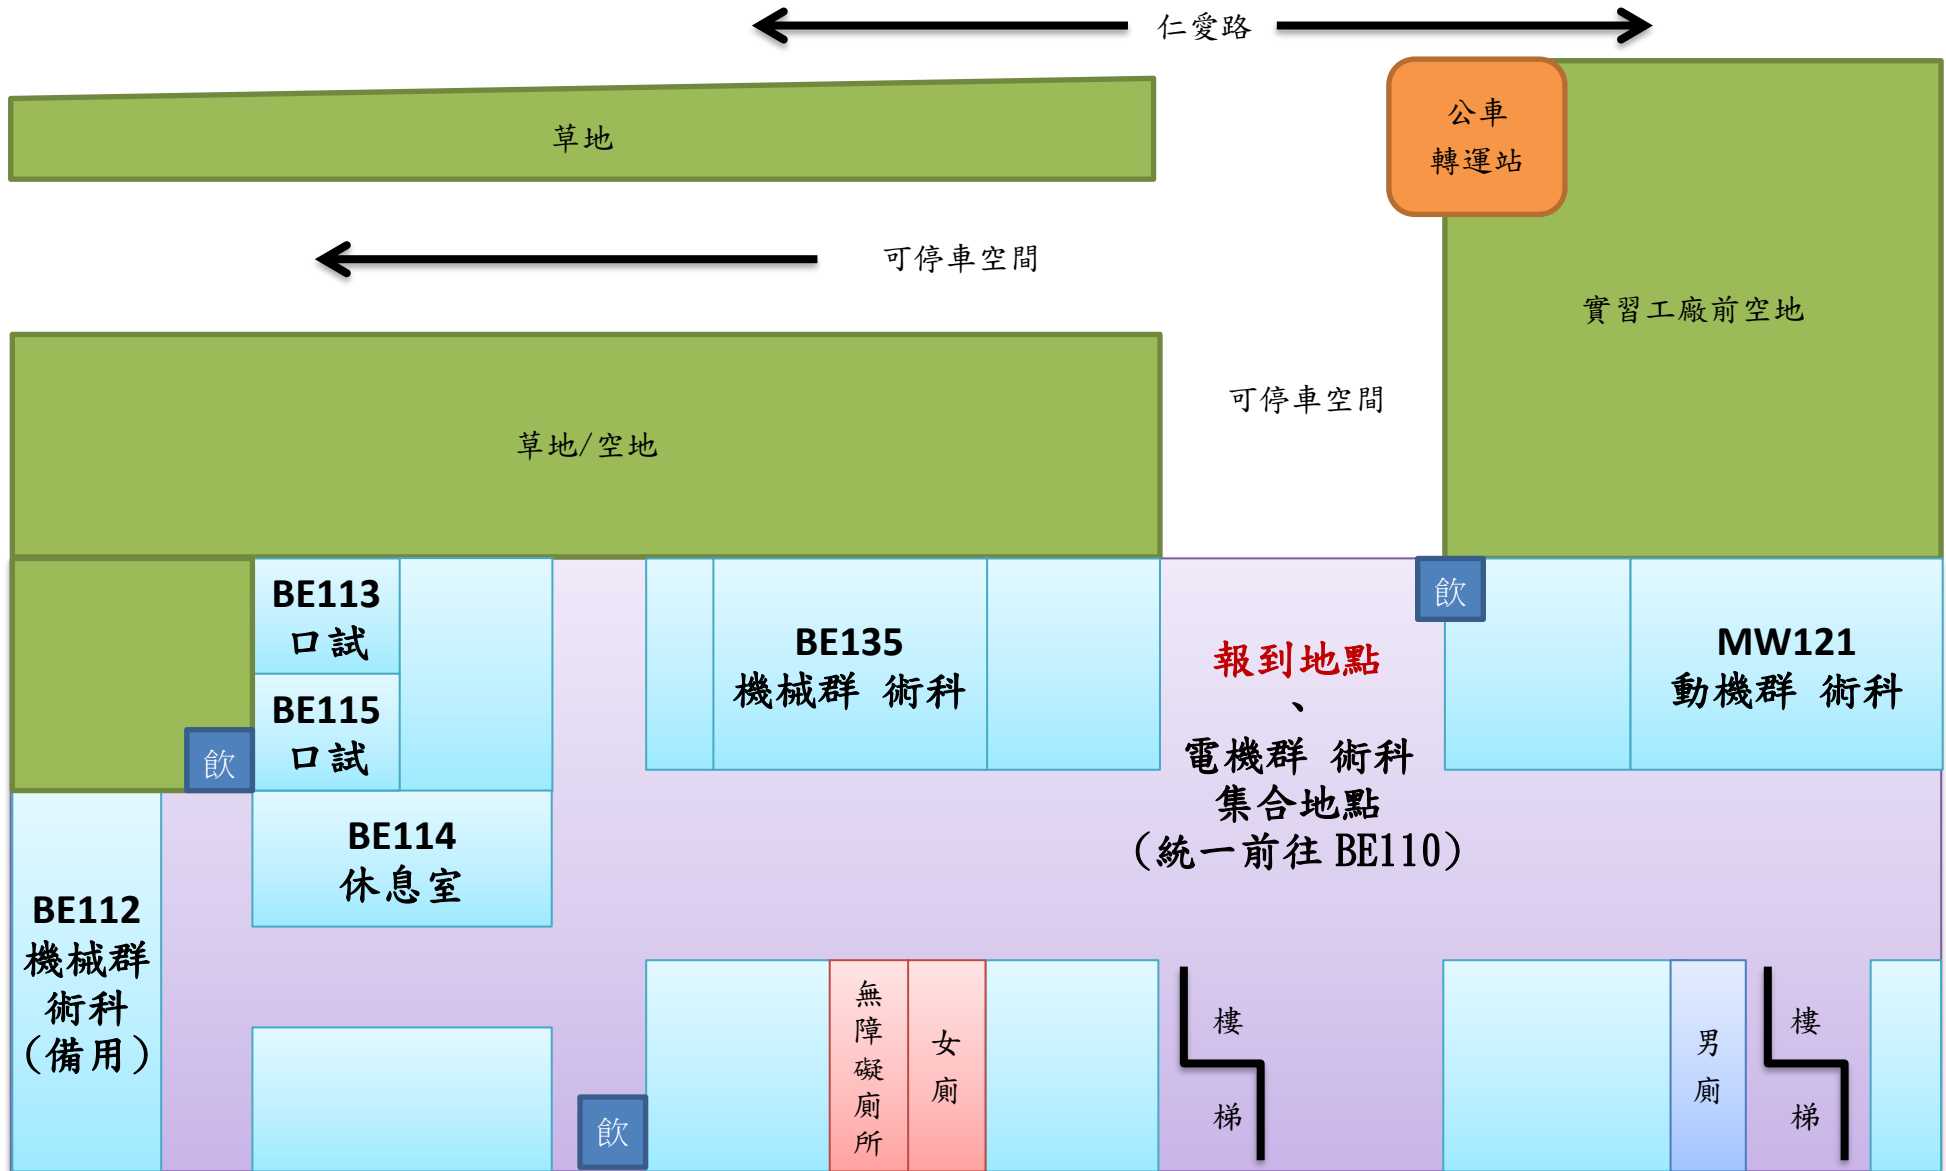 仁愛路
草地
公車
轉運站
可停車空間
實習工廠前空地
可停車空間
草地/空地
BE113
口試
BE115
口試
飲
BE114
休息室
BE112
機械群
術科
(備用)
BE135
機械群 術科
報到地點
、
電機群 術科
集合地點
(統一前往 BE110)
飲
MW121
動機群 術科
飲
無
障
礙
廁
所
女
廁
樓
梯
男
廁
樓
梯